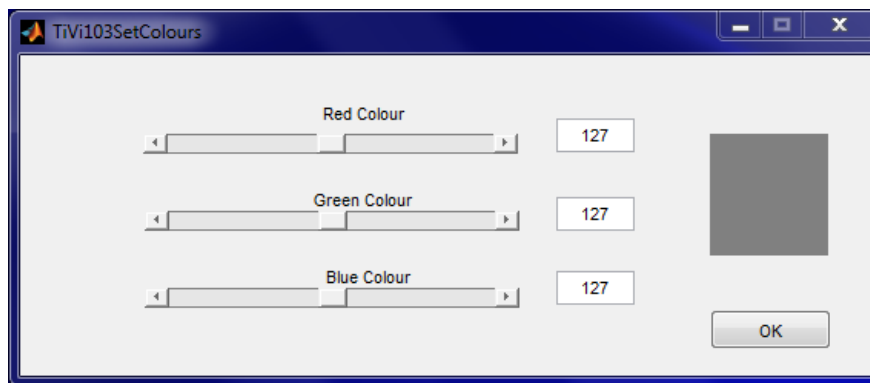 TiVi103SetColours
Red Colour
127
Green Colour
127
Blue Colour
127
OK